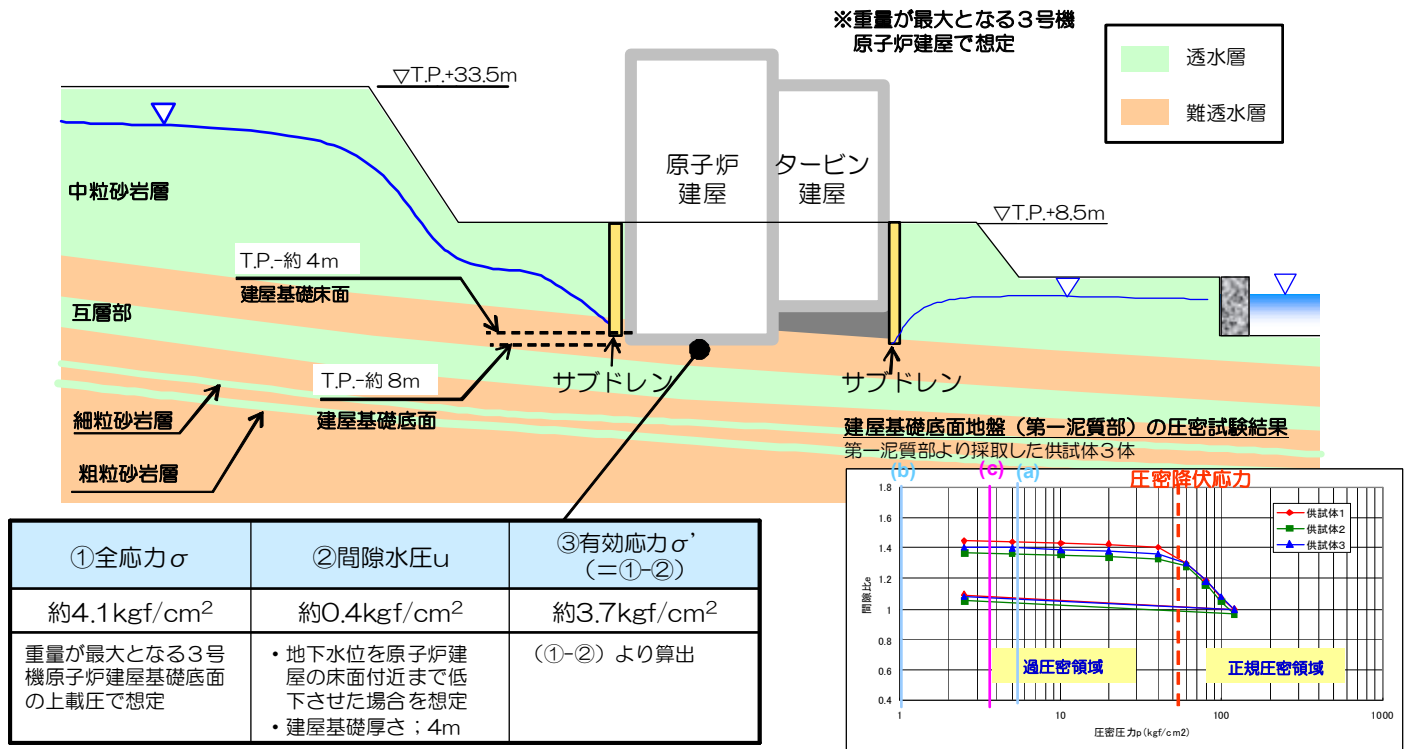 ※重量が最大となる３号機
原子炉建屋で想定
透水層
難透水層
▽T.P.+33.5m
原子炉
建屋
タービン
建屋
中粒砂岩層
▽T.P.+8.5m
T.P.-約 4m
建屋基礎床面
互層部
T.P.-約 8m
建屋基礎底面
サブドレン
サブドレン
細粒砂岩層
粗粒砂岩層
建屋基礎底面地盤（第一泥質部）の圧密試験結果
第一泥質部より採取した供試体３体
(b)
(c)
(a)
圧密降伏応力
1.8
1.6
1.4
1.2
1
0.8
0.6
0.4
間隙比e
供試体1
供試体2
供試体3
過圧密領域
正規圧密領域
1
10
100
1000
圧密圧力p(kgf/cm2)
①全応力σ
②間隙水圧u
③有効応力σ'
（＝①-②）
約4.1kgf/cm²
約0.4kgf/cm²
約3.7kgf/cm²
重量が最大となる３号
機原子炉建屋基礎底面
の上載圧で想定
・地下水位を原子炉建
屋の床面付近まで低
下させた場合を想定
・建屋基礎厚さ；4m
（①-②）より算出